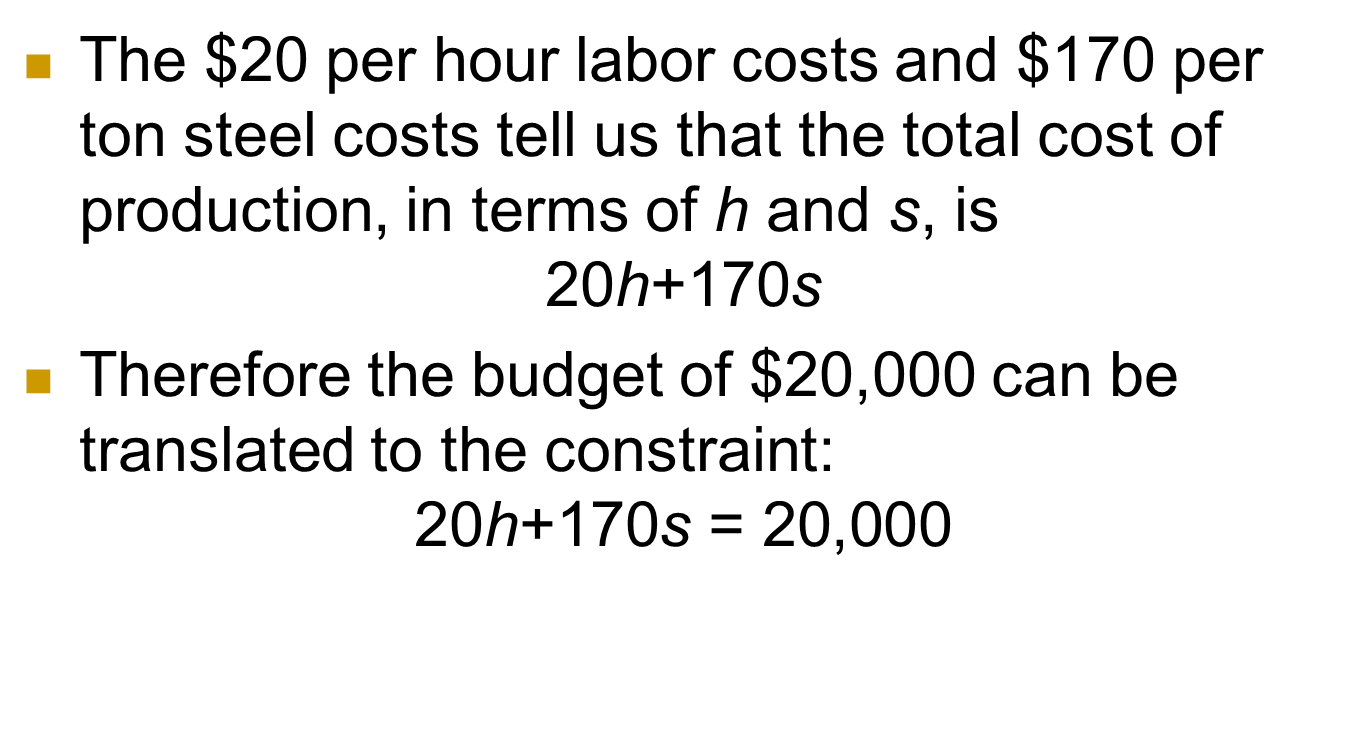 The $20 per hour labor costs and $170 per
ton steel costs tell us that the total cost of
production, in terms of h and s, is
20h+170s
Therefore the budget of $20,000 can be
translated to the constraint:
20h+170s = 20,000